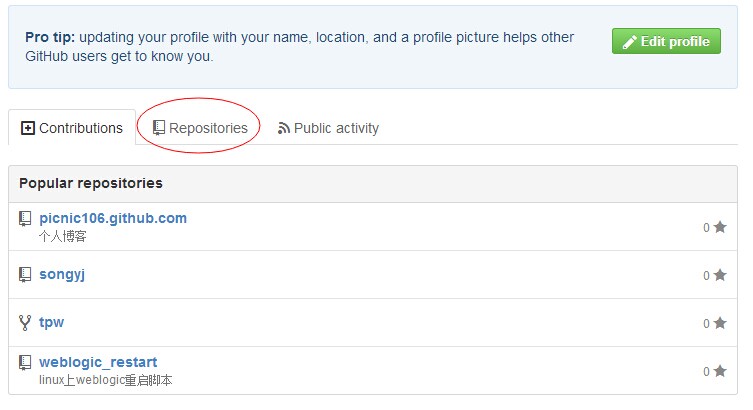 Pro tip: updating your profile with your name, location, and a profile picture helps other
GitHub users get to know you.
Edit profile
Contributions
Repositories
Public activity
Popular repositories
picnic106.github.com
0
个人博客
songyj
0
tpw
0
weblogic_restart
0
linux上weblogic重启脚本